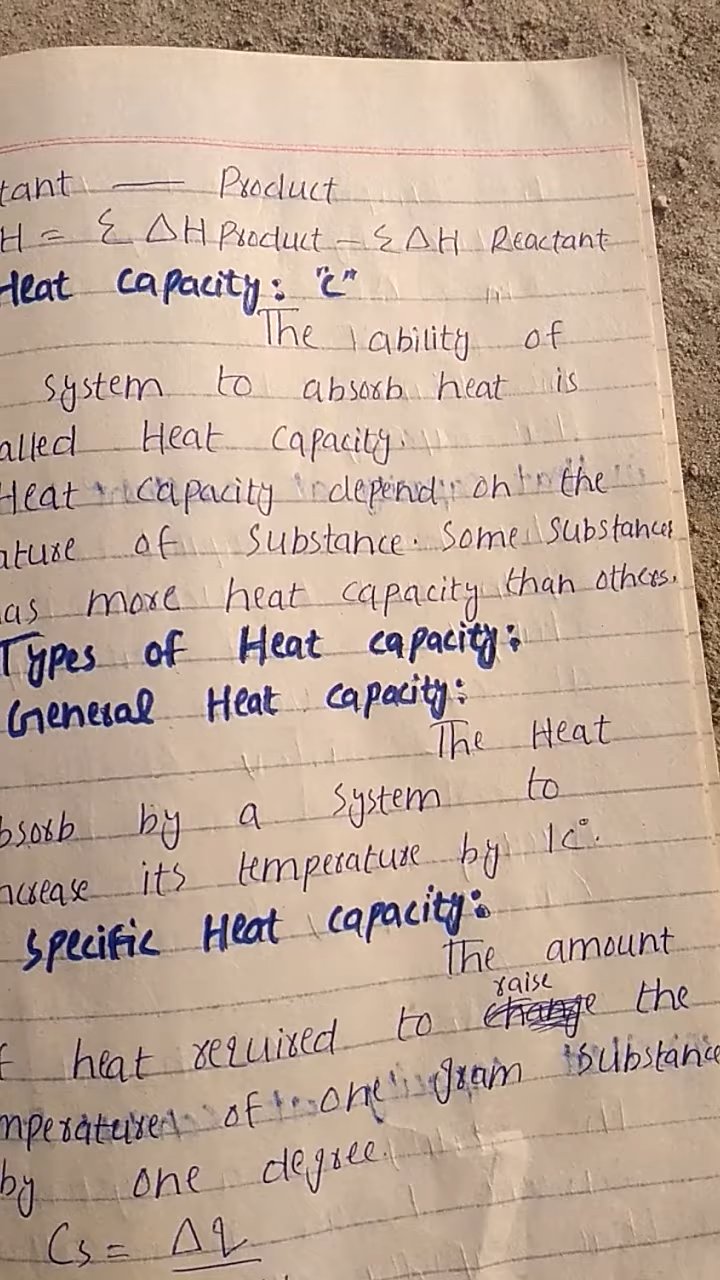 tant — Product
H = Σ ΔH Product - Σ ΔH Reactant
Heat capacity: "C"
The ability of
system to absorb heat is
alled Heat capacity.
Heat capacity depend on the
ature of substance. Some substances
as more heat capacity than others.
Types of Heat capacity:
General Heat capacity:
The Heat
bsorb by a system to
ncrease its temperature by 1c°.
Specific Heat capacity:
The amount
f heat required to raise the
mperature of one gram substance
by one degree.
Cs = Δq